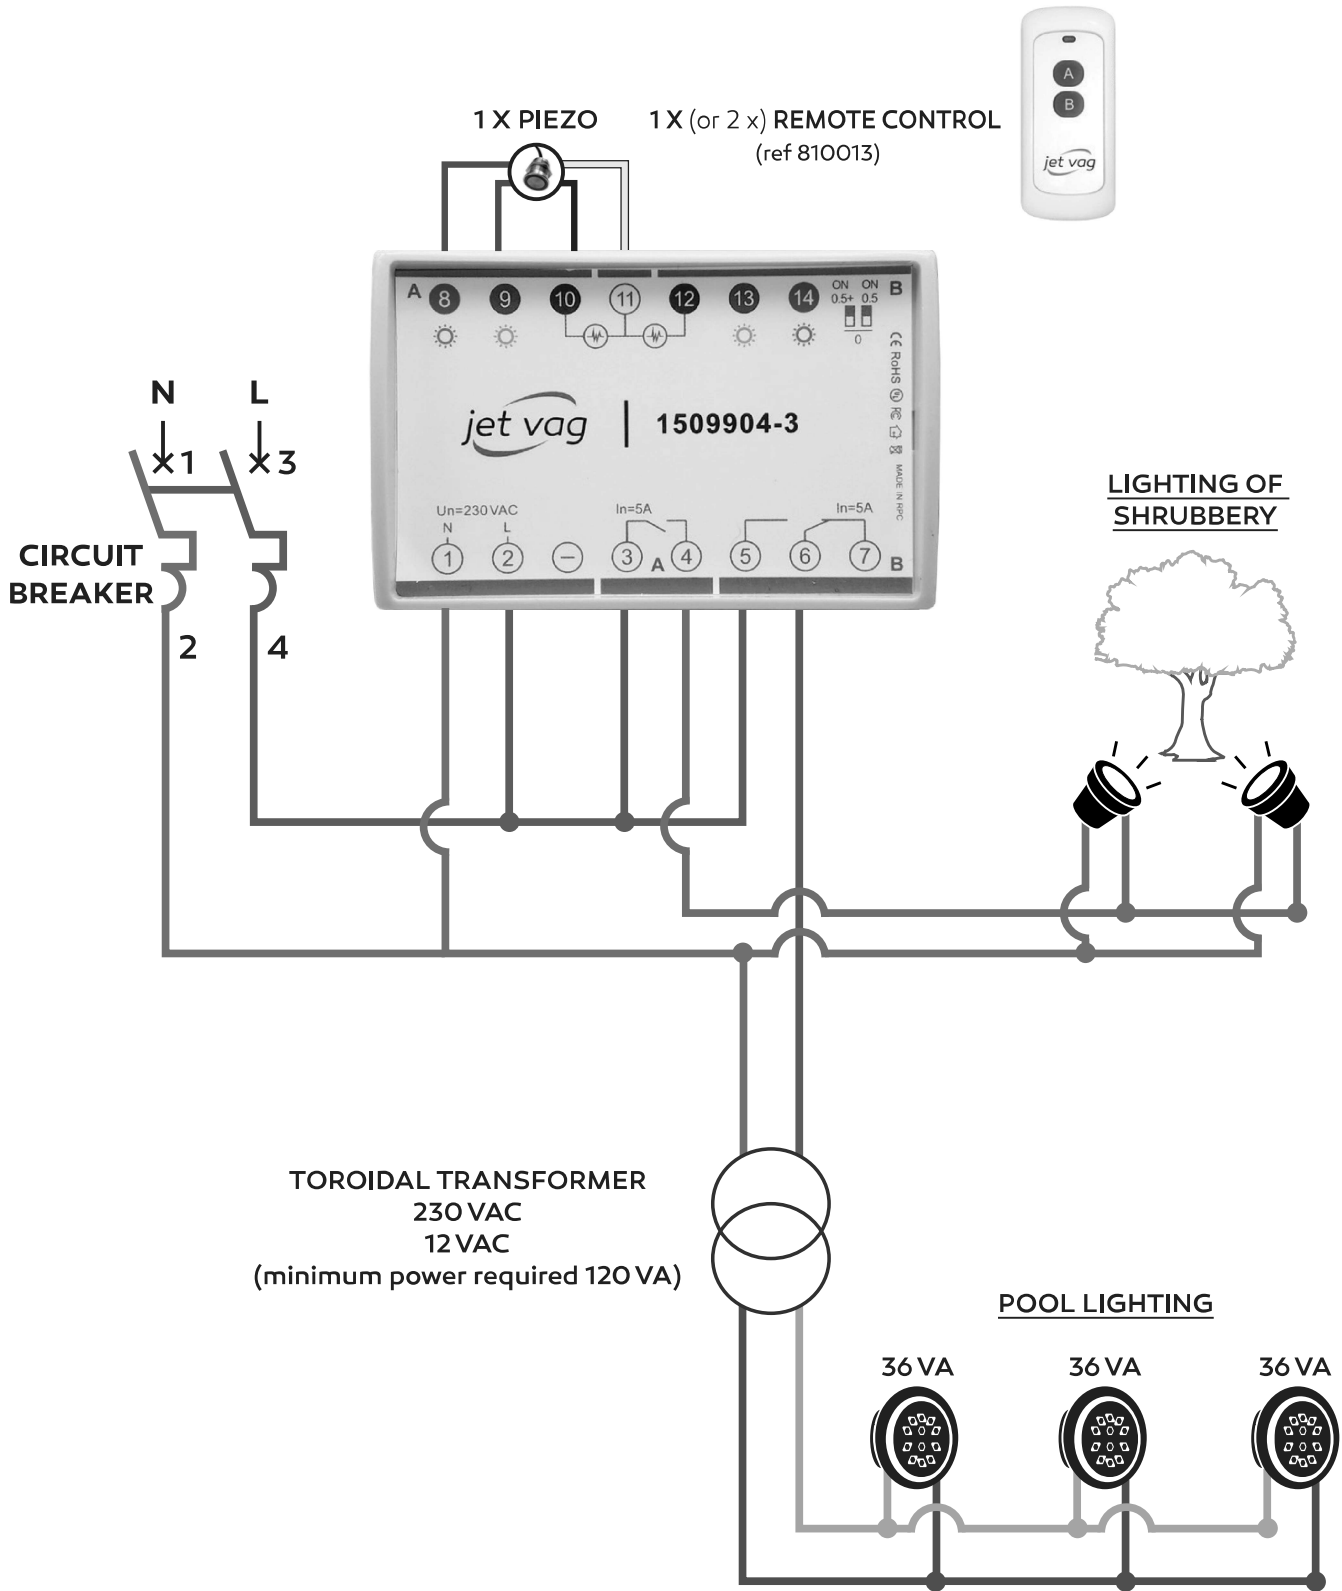 A
B
jet vag
1 X PIEZO
1 X (or 2 x) REMOTE CONTROL
(ref 810013)
A 8 9 10 11 12 13 14 B
ON ON
0.5+ 0.5
0
jet vag | 1509904-3
CE RoHS
MADE IN RPC
Un=230 VAC
N L
In=5A
In=5A
1 2 3 A 4 5 6 7 B
N L
1 3
CIRCUIT
BREAKER
2 4
LIGHTING OF
SHRUBBERY
TOROIDAL TRANSFORMER
230 VAC
12 VAC
(minimum power required 120 VA)
POOL LIGHTING
36 VA 36 VA 36 VA